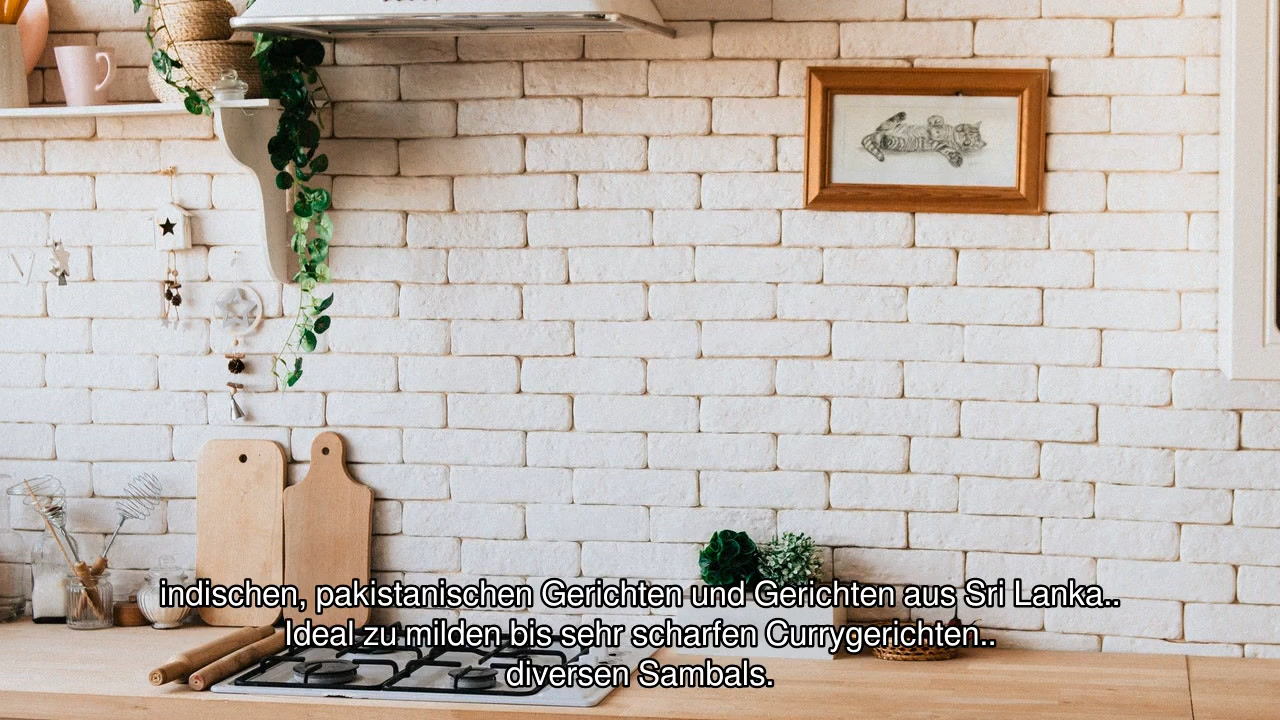 indischen, pakistanischen Gerichten und Gerichten aus Sri Lanka..
Ideal zu milden bis sehr scharfen Currygerichten..
diversen Sambals.